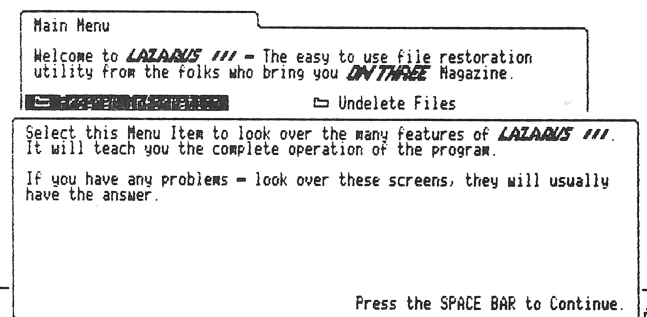 Main Menu
Welcome to LAZARUS /// – The easy to use file restoration
utility from the folks who bring you ON THREE Magazine.
Program Information
Undelete Files
Select this Menu Item to look over the many features of LAZARUS ///.
It will teach you the complete operation of the program.
If you have any problems – look over these screens, they will usually
have the answer.
Press the SPACE BAR to Continue.